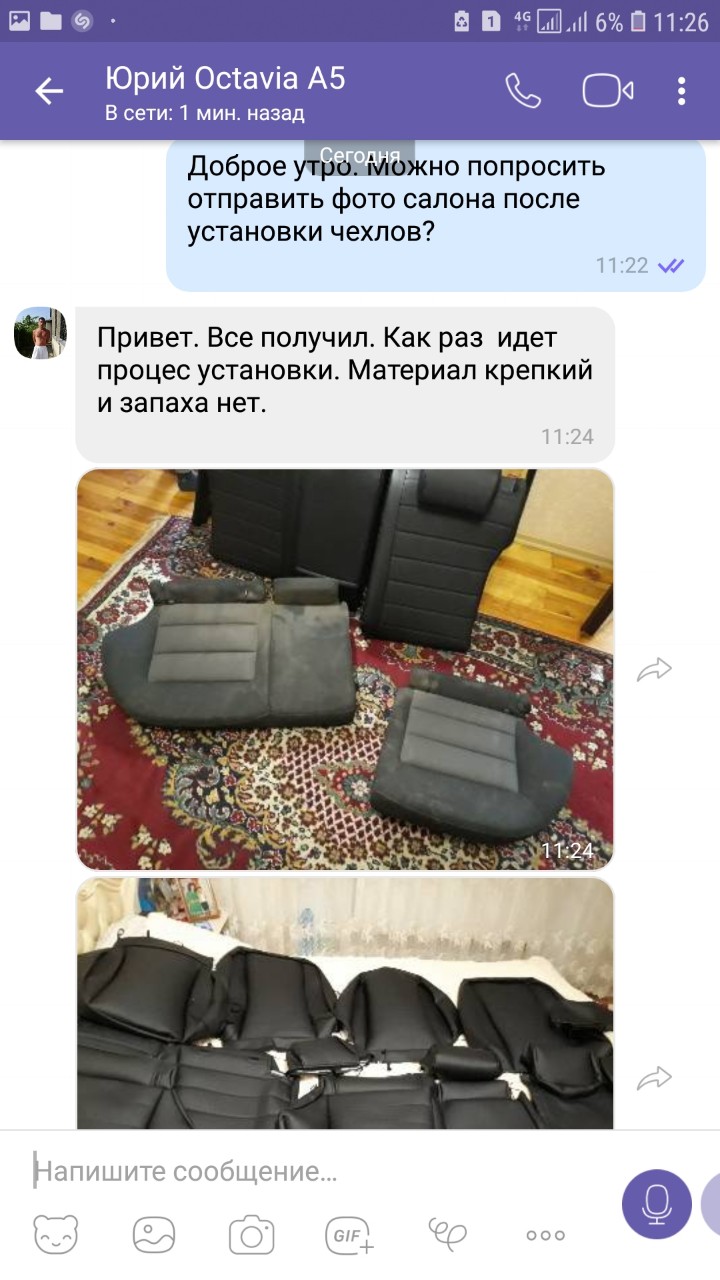 4G 6% 11:26
1
Юрий Octavia A5
В сети: 1 мин. назад
Сегодня
Доброе утро. Можно попросить
отправить фото салона после
установки чехлов?
11:22
Привет. Все получил. Как раз  идет
процес установки. Материал крепкий
и запаха нет.
11:24
11:24
Напишите сообщение...
GIF